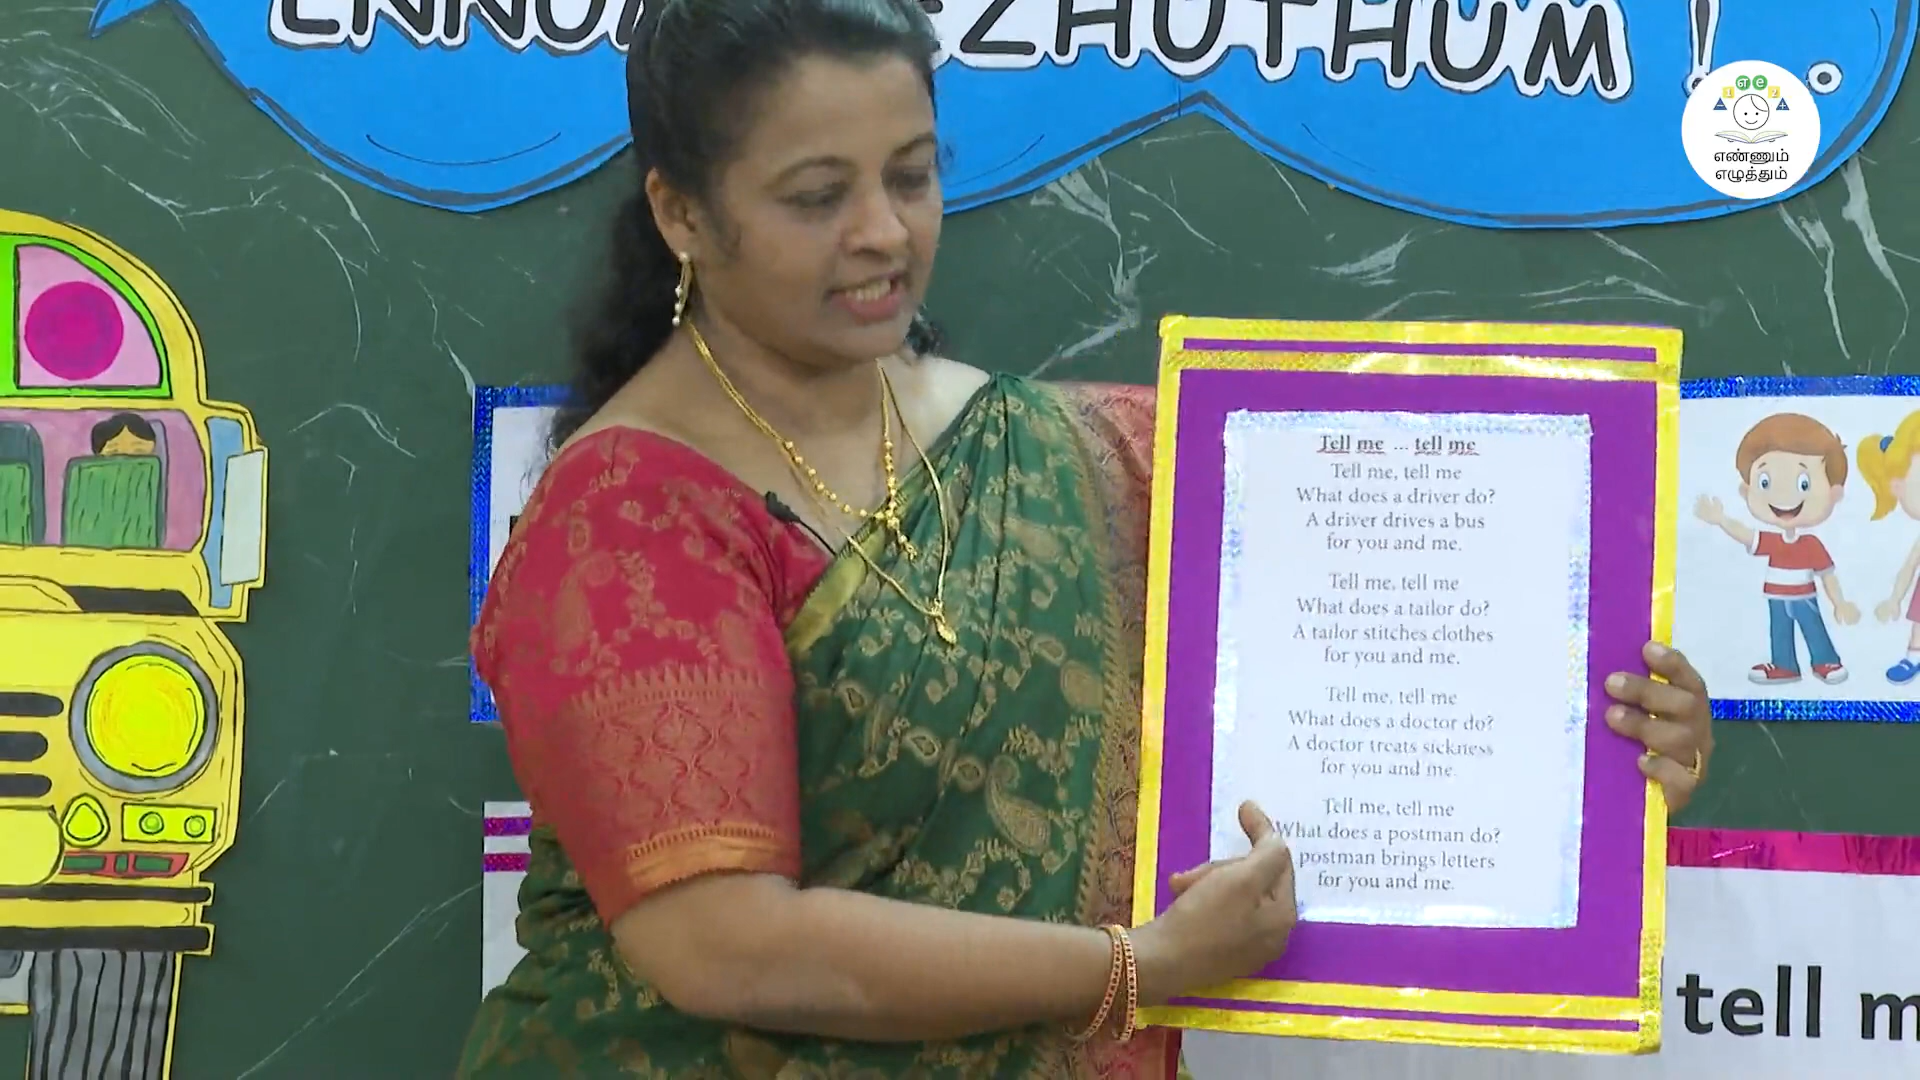 EZHUTHUM !
எண்ணும்
எழுத்தும்
Tell me ... tell me
Tell me, tell me
What does a driver do?
A driver drives a bus
for you and me.
Tell me, tell me
What does a tailor do?
A tailor stitches clothes
for you and me.
Tell me, tell me
What does a doctor do?
A doctor treats sickness
for you and me.
Tell me, tell me
What does a postman do?
postman brings letters
for you and me.
tell